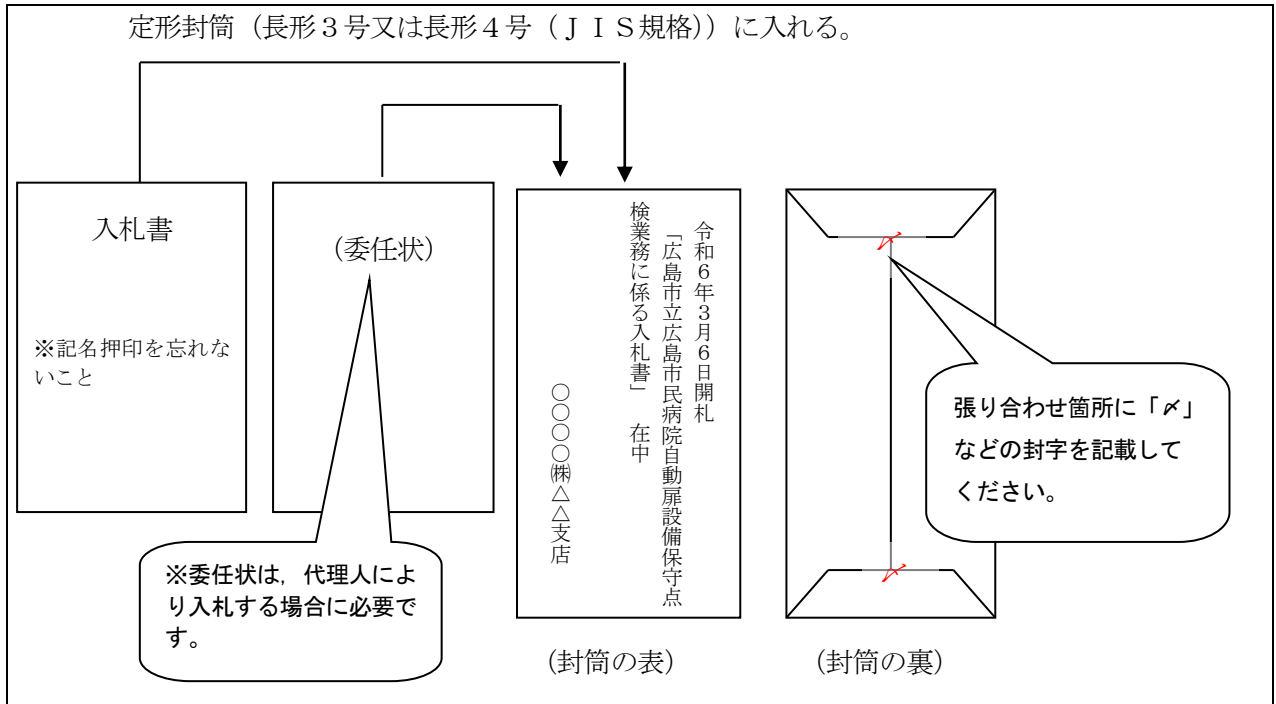 定形封筒（長形３号又は長形４号（ＪＩＳ規格））に入れる。
入札書
※記名押印を忘れな
いこと
（委任状）
※委任状は，代理人によ
り入札する場合に必要で
す。
令和６年３月６日開札
「広島市立広島市民病院自動扉設備保守点
検業務に係る入札書」　在中
○○○○㈱△△支店
（封筒の表）
〆
〆
張り合わせ箇所に「〆」
などの封字を記載して
ください。
（封筒の裏）